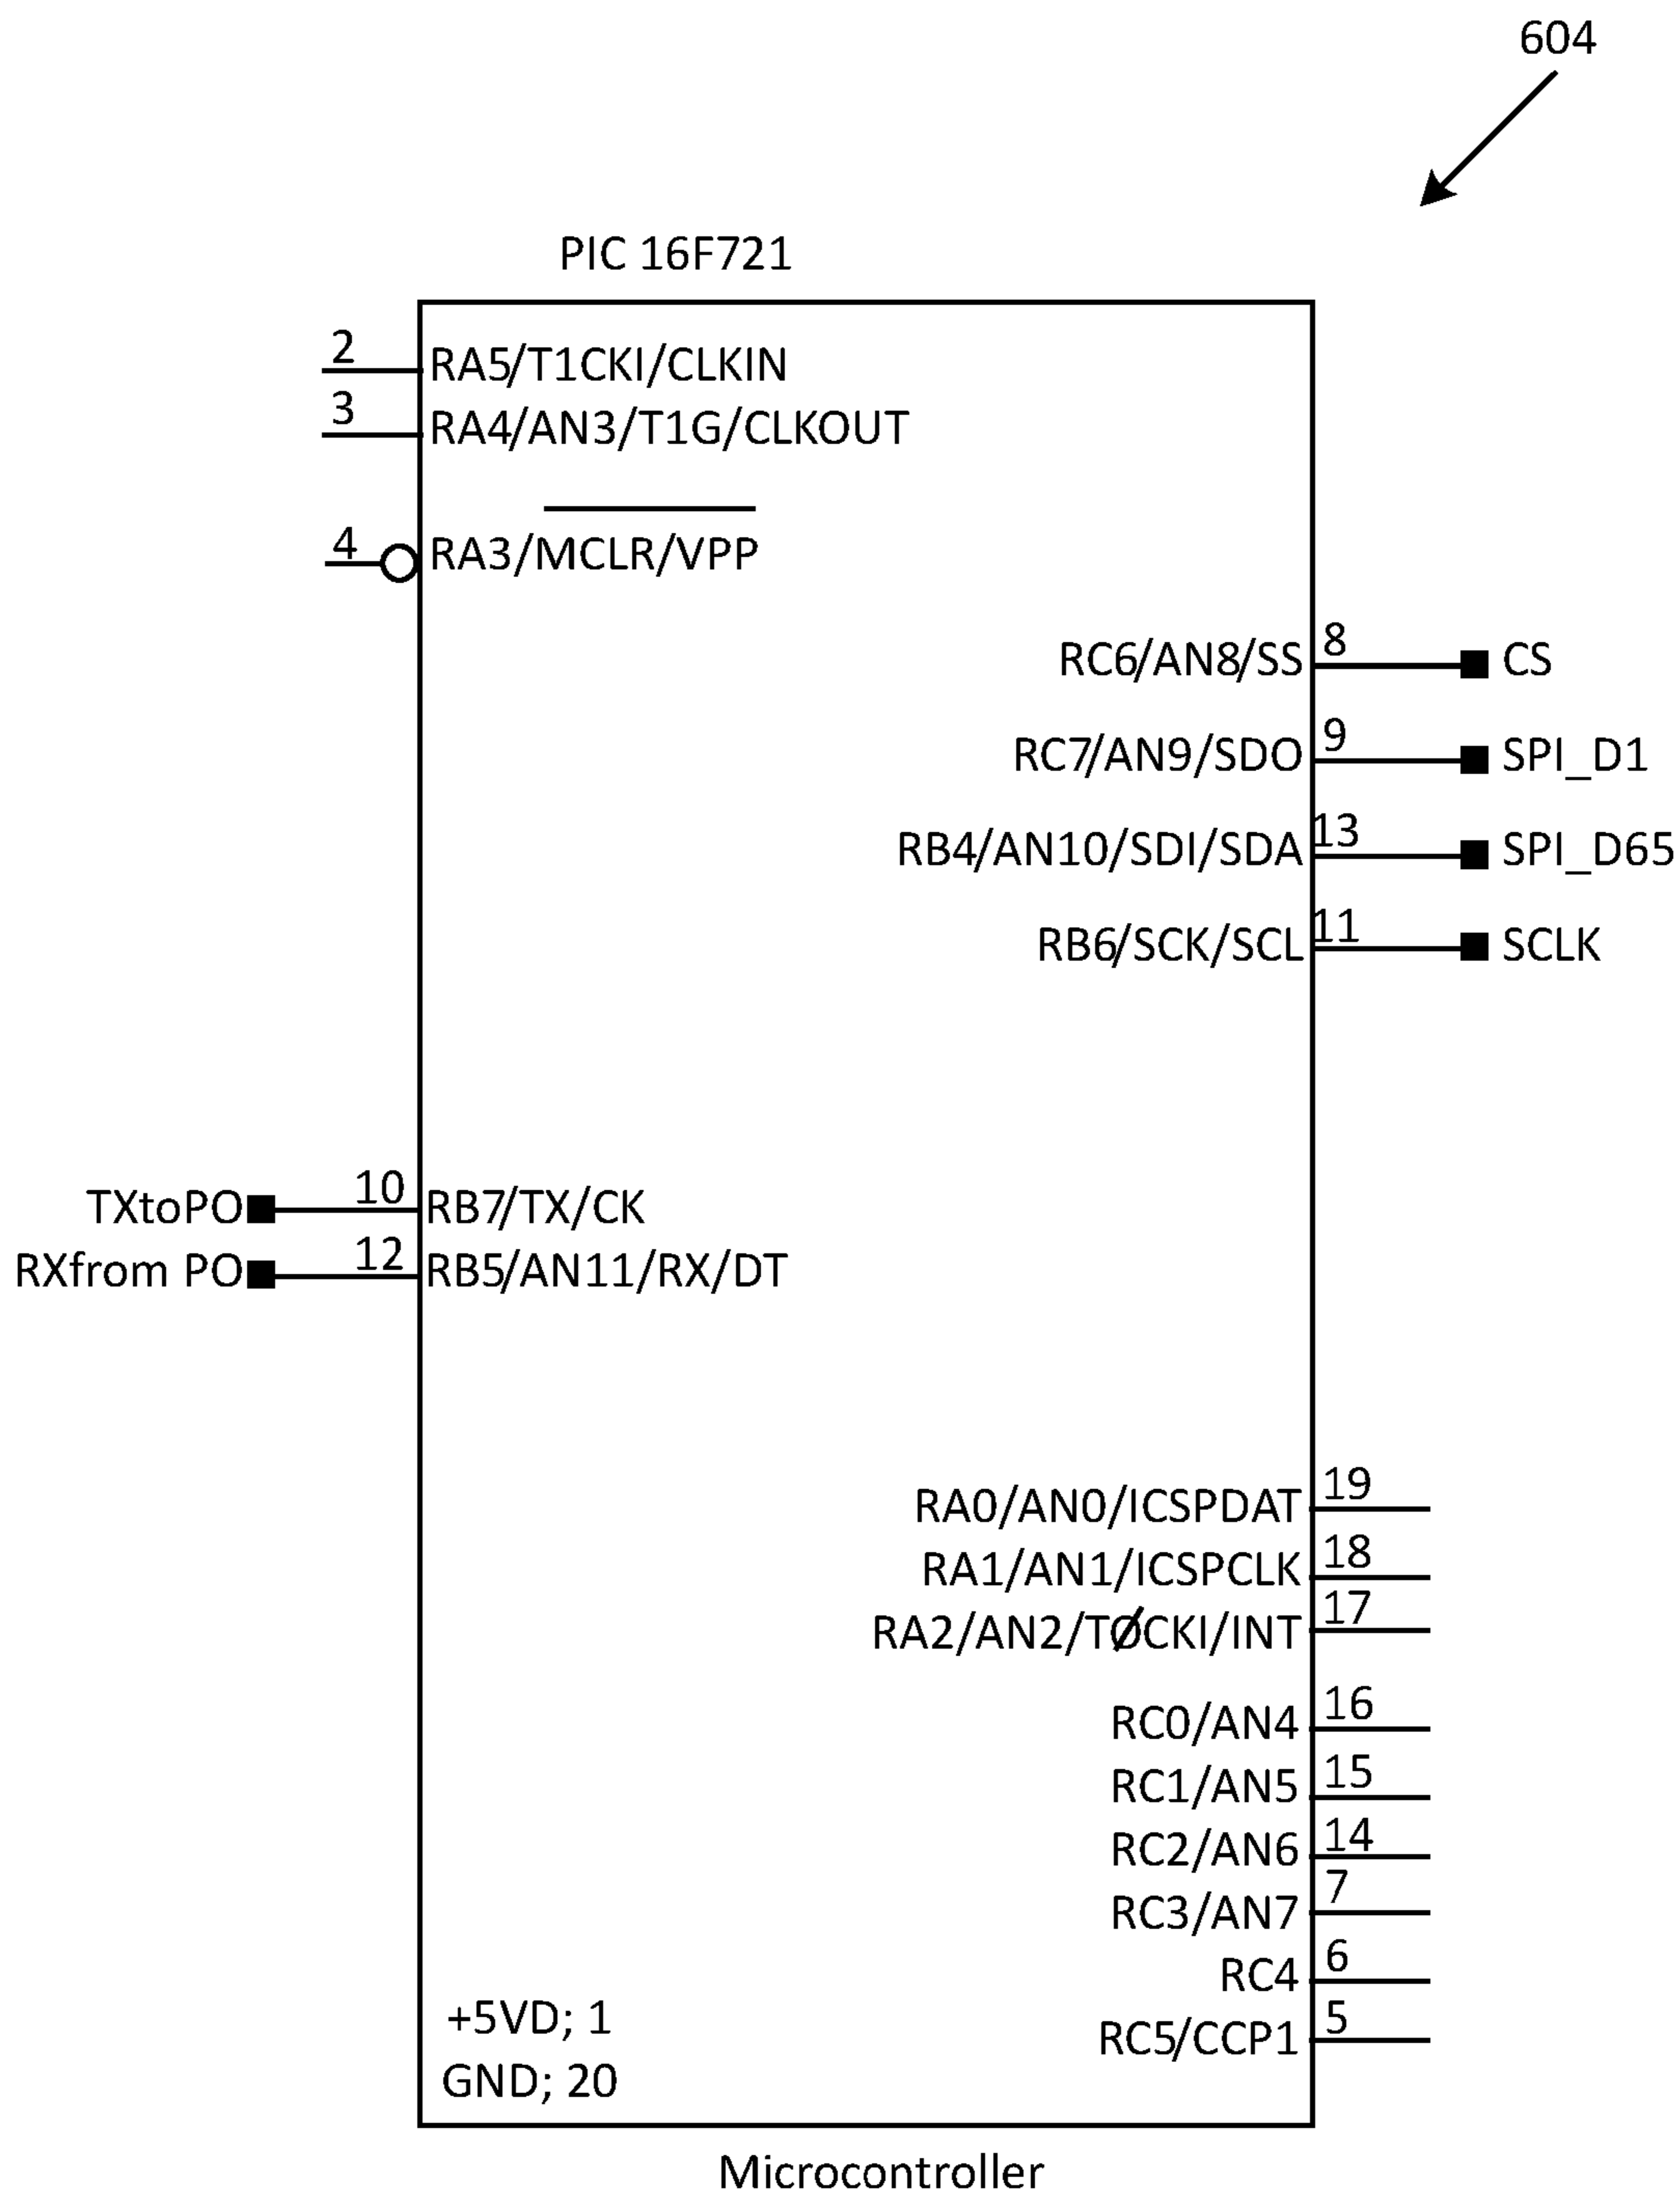 604
PIC 16F721
2 RA5/T1CKI/CLKIN
3 RA4/AN3/T1G/CLKOUT
4 RA3/MCLR/VPP
RC6/AN8/SS 8 CS
RC7/AN9/SDO 9 SPI_D1
RB4/AN10/SDI/SDA 13 SPI_D65
RB6/SCK/SCL 11 SCLK
TXtoPO 10 RB7/TX/CK
RXfrom PO 12 RB5/AN11/RX/DT
RA0/AN0/ICSPDAT 19
RA1/AN1/ICSPCLK 18
RA2/AN2/TØCKI/INT 17
RC0/AN4 16
RC1/AN5 15
RC2/AN6 14
RC3/AN7 7
RC4 6
RC5/CCP1 5
+5VD; 1
GND; 20
Microcontroller